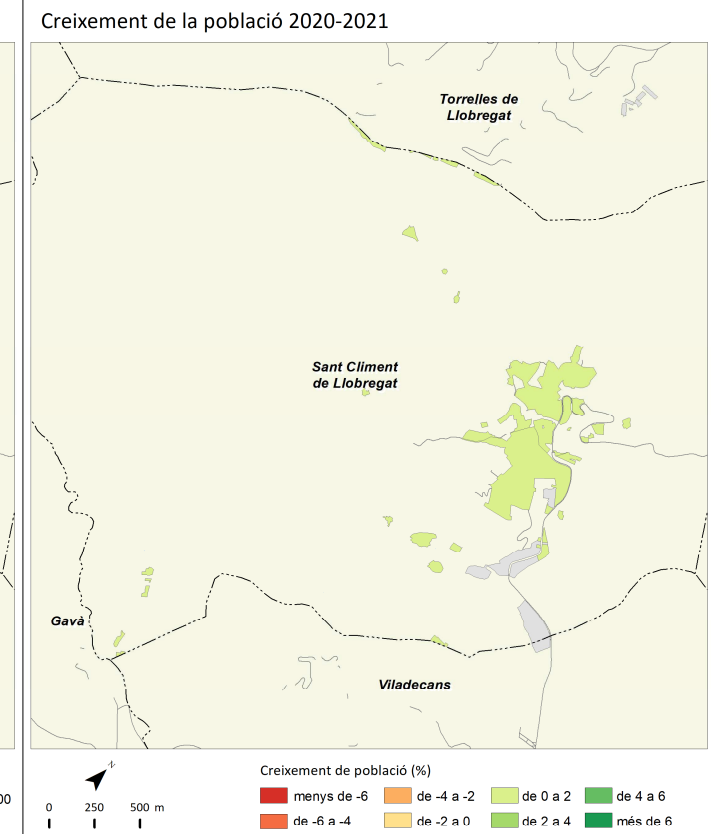 Creixement de la població 2020-2021
Torrelles de
Llobregat
Sant Climent
de Llobregat
Gavà
Viladecans
N
00
0 250 500 m
Creixement de població (%)
menys de -6
de -4 a -2
de 0 a 2
de 4 a 6
de -6 a -4
de -2 a 0
de 2 a 4
més de 6